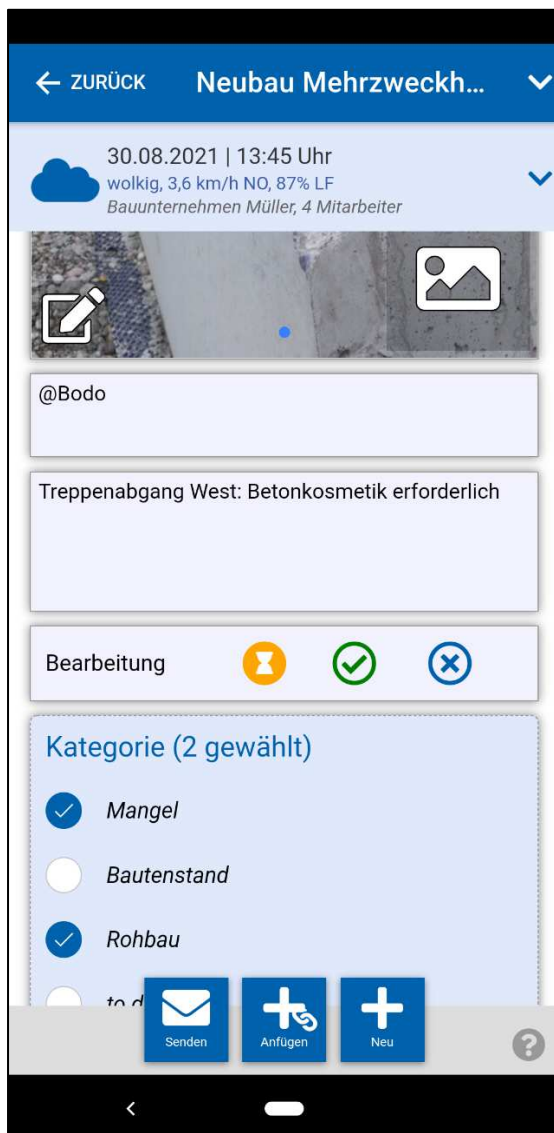 ZURÜCK Neubau Mehrzweckh...
30.08.2021 | 13:45 Uhr
wolkig, 3,6 km/h NO, 87% LF
Bauunternehmen Müller, 4 Mitarbeiter
@Bodo
Treppenabgang West: Betonkosmetik erforderlich
Bearbeitung
Kategorie (2 gewählt)
Mangel
Bautenstand
Rohbau
Senden Anfügen Neu
?